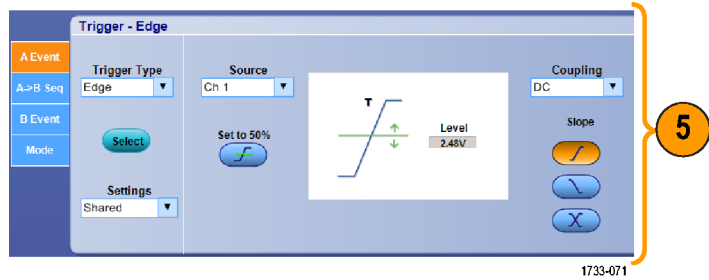 Trigger - Edge
A Event
A->B Seq
B Event
Mode
Trigger Type
Edge
Select
Settings
Shared
Source
Ch 1
Set to 50%
T
Level
2.48V
Coupling
DC
Slope
5
1733-071